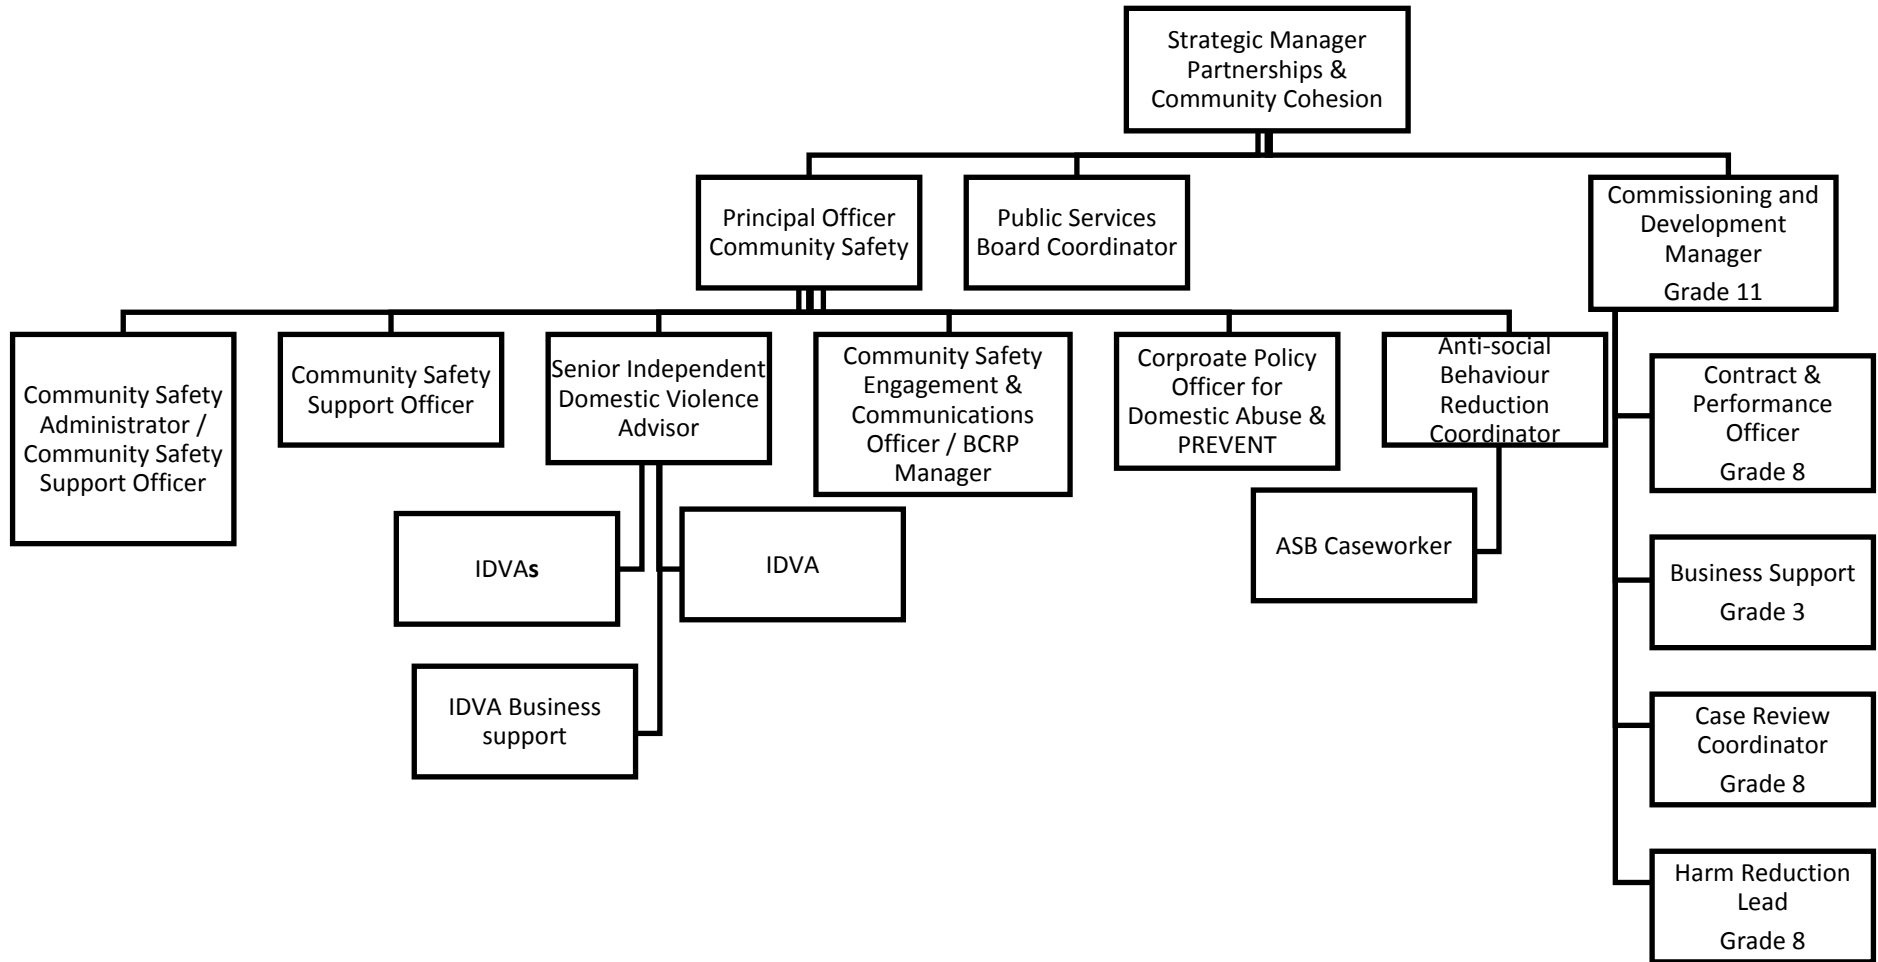 Strategic Manager
Partnerships &
Community Cohesion
Principal Officer
Community Safety
Public Services
Board Coordinator
Commissioning and
Development
Manager
Grade 11
Community Safety
Administrator /
Community Safety
Support Officer
Community Safety
Support Officer
Senior Independent
Domestic Violence
Advisor
Community Safety
Engagement &
Communications
Officer / BCRP
Manager
Corproate Policy
Officer for
Domestic Abuse &
PREVENT
Anti-social
Behaviour
Reduction
Coordinator
Contract &
Performance
Officer
Grade 8
IDVAs
IDVA
ASB Caseworker
Business Support
Grade 3
IDVA Business
support
Case Review
Coordinator
Grade 8
Harm Reduction
Lead
Grade 8